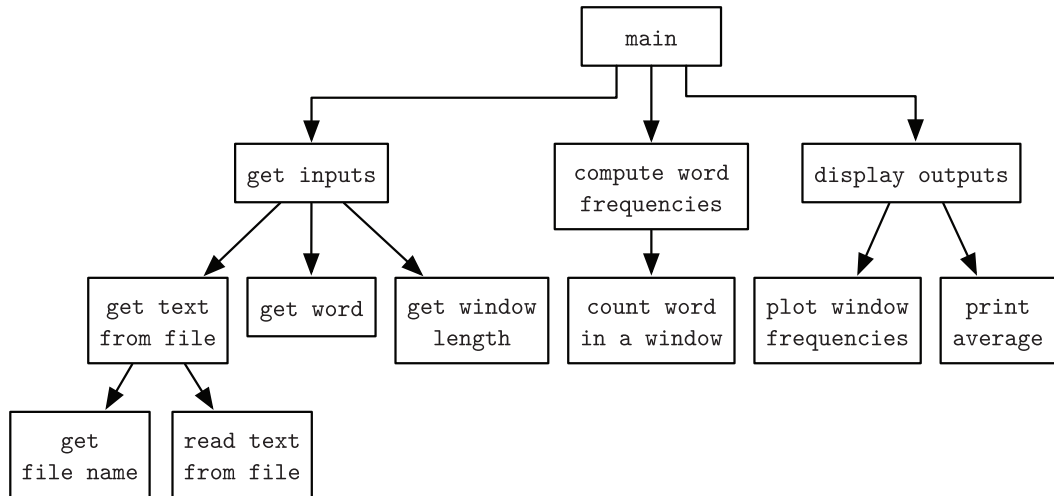 main
get inputs
compute word
frequencies
display outputs
get text
from file
get word
get window
length
count word
in a window
plot window
frequencies
print
average
get
file name
read text
from file